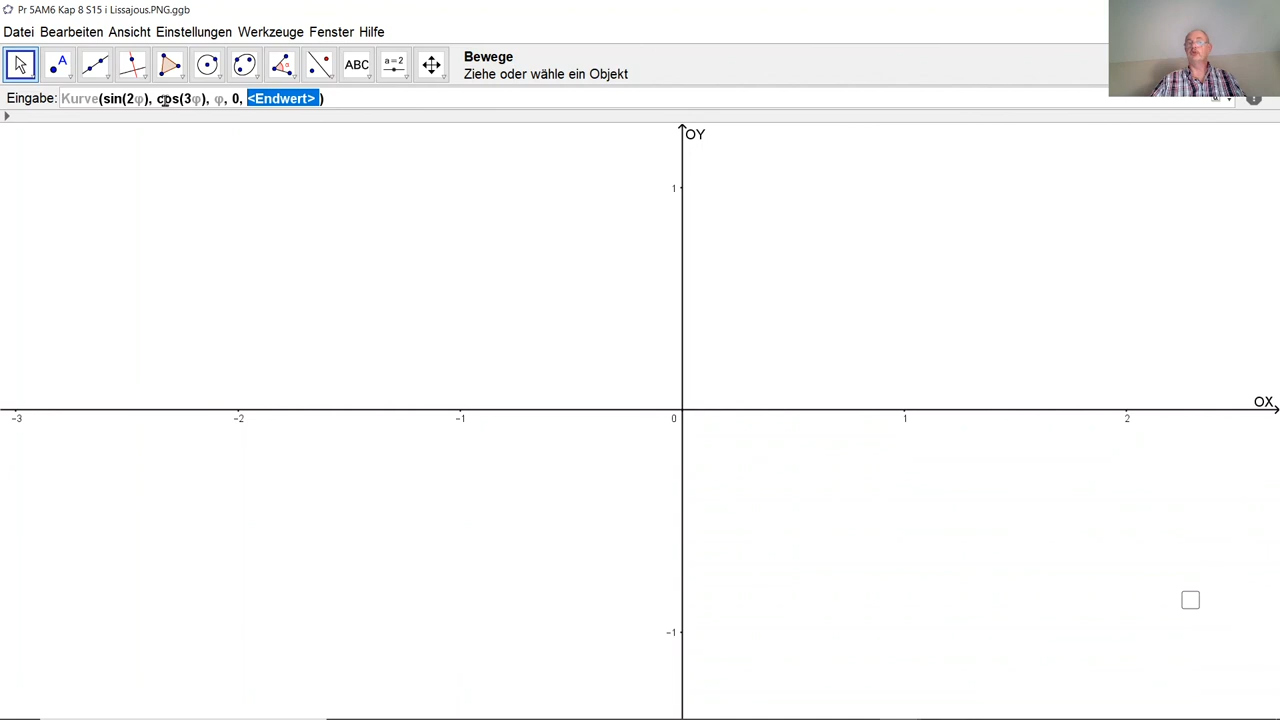 Pr 5AM6 Kap 8 S15 i Lissajous.PNG.ggb
Datei Bearbeiten Ansicht Einstellungen Werkzeuge Fenster Hilfe
A ABC a=2 Bewege
Ziehe oder wähle ein Objekt
Eingabe: Kurve(sin(2φ), cos(3φ), φ, 0, <Endwert> )
OY
1
OX
-3 -2 -1 0 1 2
-1